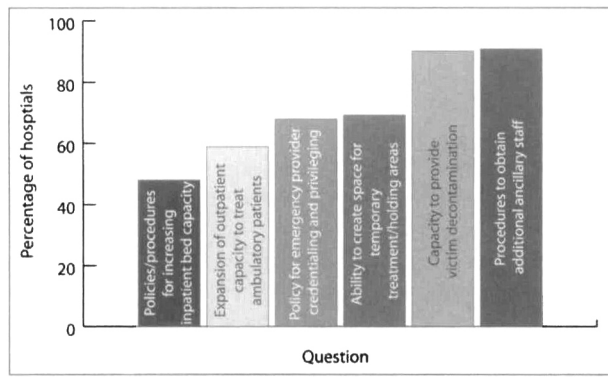 100
80
60
40
20
0
Percentage of hosptials
Policies/procedures
for increasing
inpatient bed capacity
Expansion of outpatient
capacity to treat
ambulatory patients
Policy for emergency provider
credentialing and privileging
Ability to create space for
temporary
treatment/holding areas
Capacity to provide
victim decontamination
Procedures to obtain
additional ancillary staff
Question